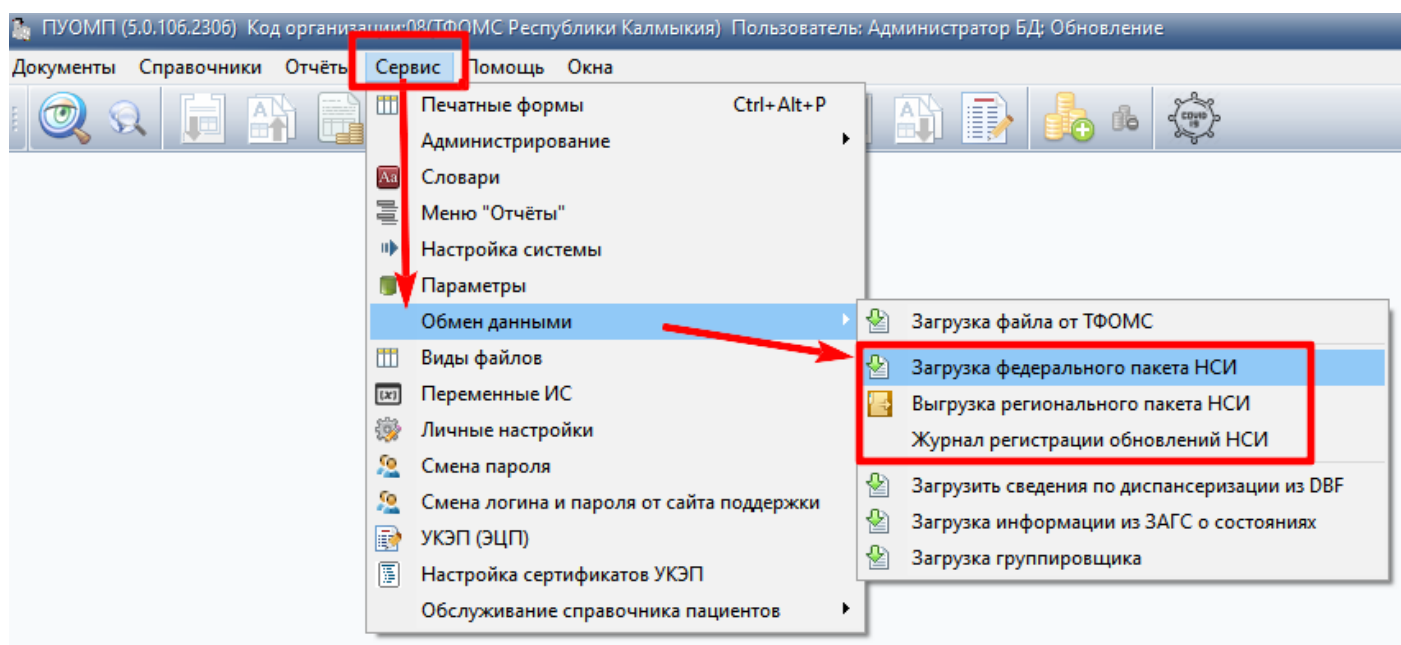 ПУОМП (5.0.106.2306) Код организации:08(ТФОМС Республики Калмыкия) Пользователь: Администратор БД; Обновление
Документы Справочники Отчёты Сервис Помощь Окна
Печатные формы Ctrl+Alt+P
Администрирование
Словари
Меню "Отчёты"
Настройка системы
Параметры
Обмен данными
Виды файлов
Переменные ИС
Личные настройки
Смена пароля
Смена логина и пароля от сайта поддержки
УКЭП (ЭЦП)
Настройка сертификатов УКЭП
Обслуживание справочника пациентов
Загрузка файла от ТФОМС
Загрузка федерального пакета НСИ
Выгрузка регионального пакета НСИ
Журнал регистрации обновлений НСИ
Загрузить сведения по диспансеризации из DBF
Загрузка информации из ЗАГС о состояниях
Загрузка группировщика
Aa
(x)
COVID
19